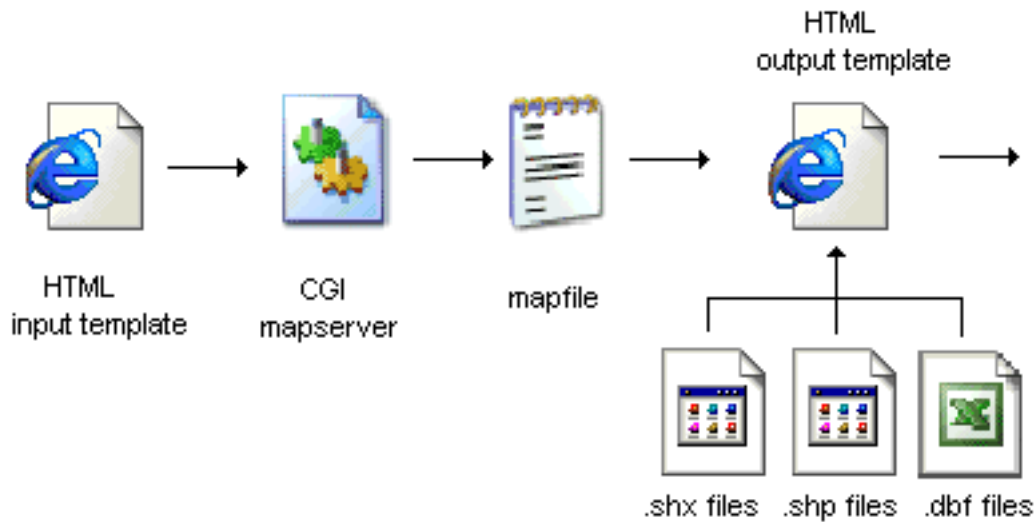 HTML
output template
HTML
input template
CGI
mapserver
mapfile
.shx files
.shp files
.dbf files